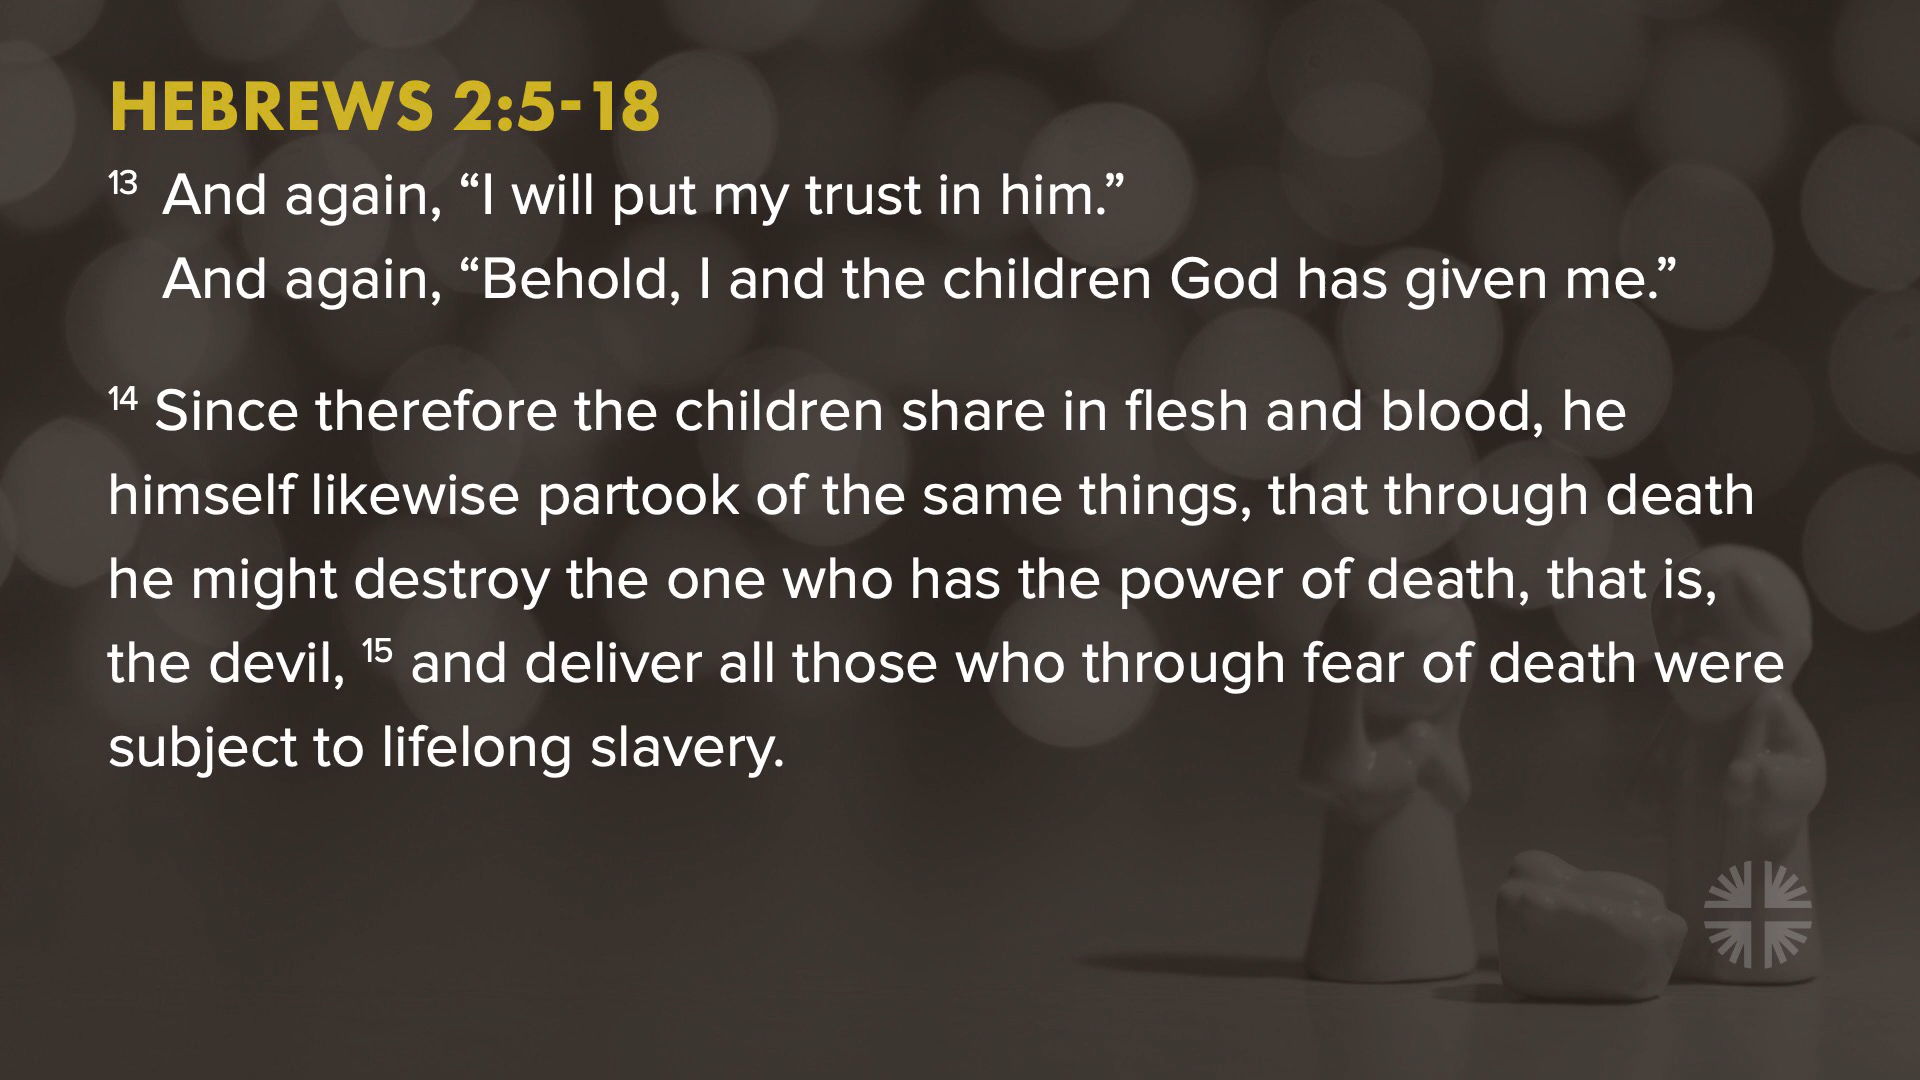 HEBREWS 2:5-18
13 And again, “I will put my trust in him.”
And again, “Behold, I and the children God has given me.”
14 Since therefore the children share in flesh and blood, he
himself likewise partook of the same things, that through death
he might destroy the one who has the power of death, that is,
the devil, 15 and deliver all those who through fear of death were
subject to lifelong slavery.